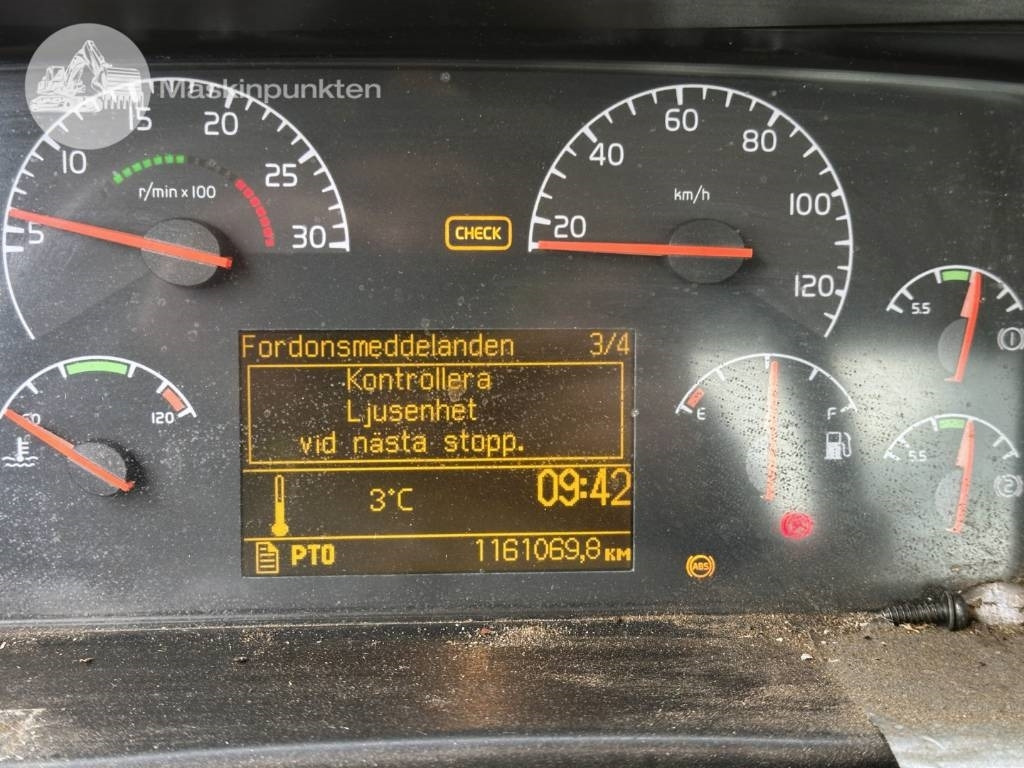 Maskinpunkten
5
10
15
20
25
30
r/min x 100
CHECK
20
40
60
80
100
120
km/h
5.5
Fordonsmeddelanden 3/4
Kontrollera
Ljusenhet
vid nästa stopp.
3°C
09:42
PTO 1161069,8 KM
120
E
F
5.5
1
2
ABS